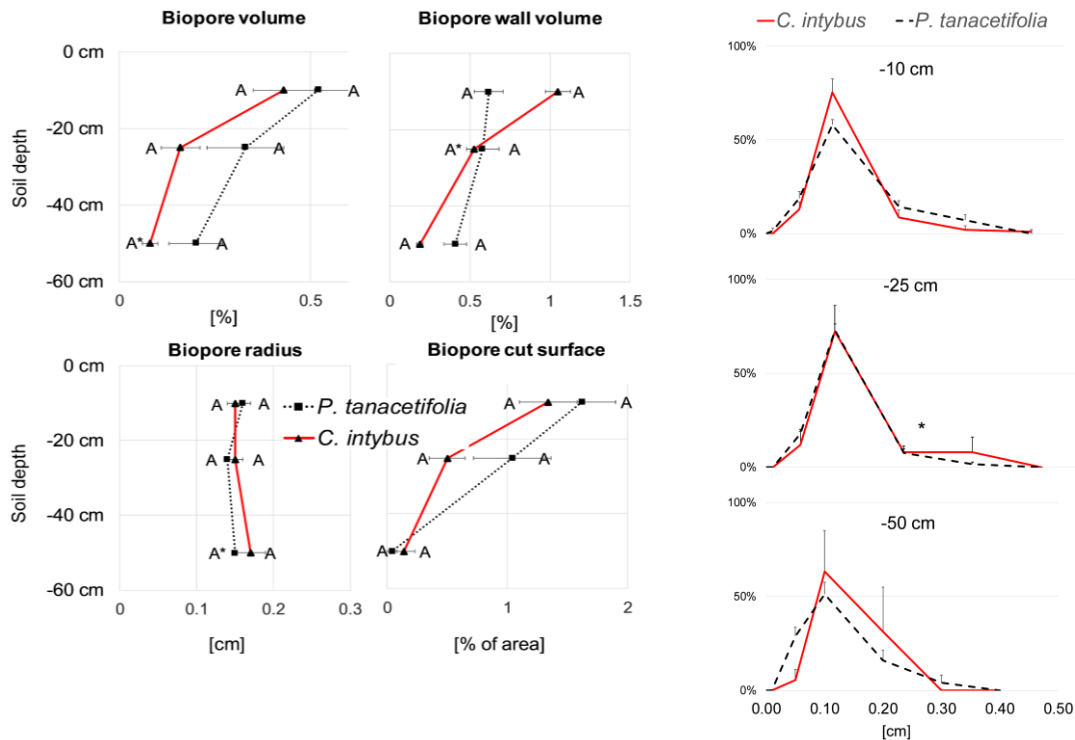 Biopore volume
Biopore wall volume
0 cm
-20 cm
-40 cm
-60 cm
Soil depth
A A
A A
A* A
0 0.5
[%]
A A
A* A
A A
0 0.5 1 1.5
[%]
Biopore radius
Biopore cut surface
0 cm
-20 cm
-40 cm
-60 cm
Soil depth
A A
A A
A* A
0 0.1 0.2 0.3
[cm]
P. tanacetifolia
C. intybus
A A
A A
A A
0 1 2
[% of area]
C. intybus P. tanacetifolia
100%
-10 cm
50%
0%
100%
-25 cm
50%
*
0%
100%
-50 cm
50%
0%
0.00 0.10 0.20 0.30 0.40 0.50
[cm]